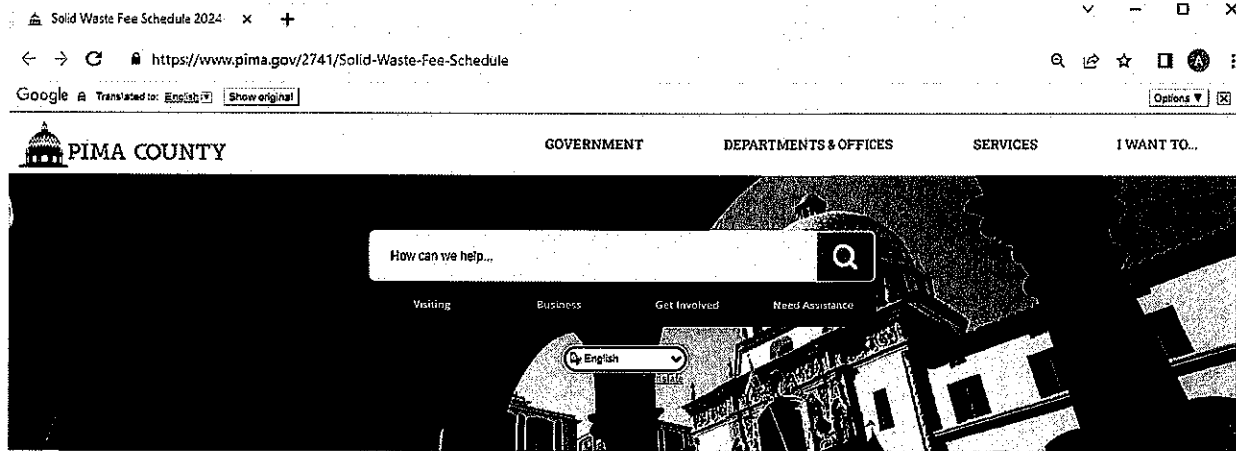 Solid Waste Fee Schedule 2024
https://www.pima.gov/2741/Solid-Waste-Fee-Schedule
Google Translated to: English Show original Options
PIMA COUNTY GOVERNMENT DEPARTMENTS & OFFICES SERVICES I WANT TO...
How can we help...
Visiting Business Get Involved Need Assistance
English